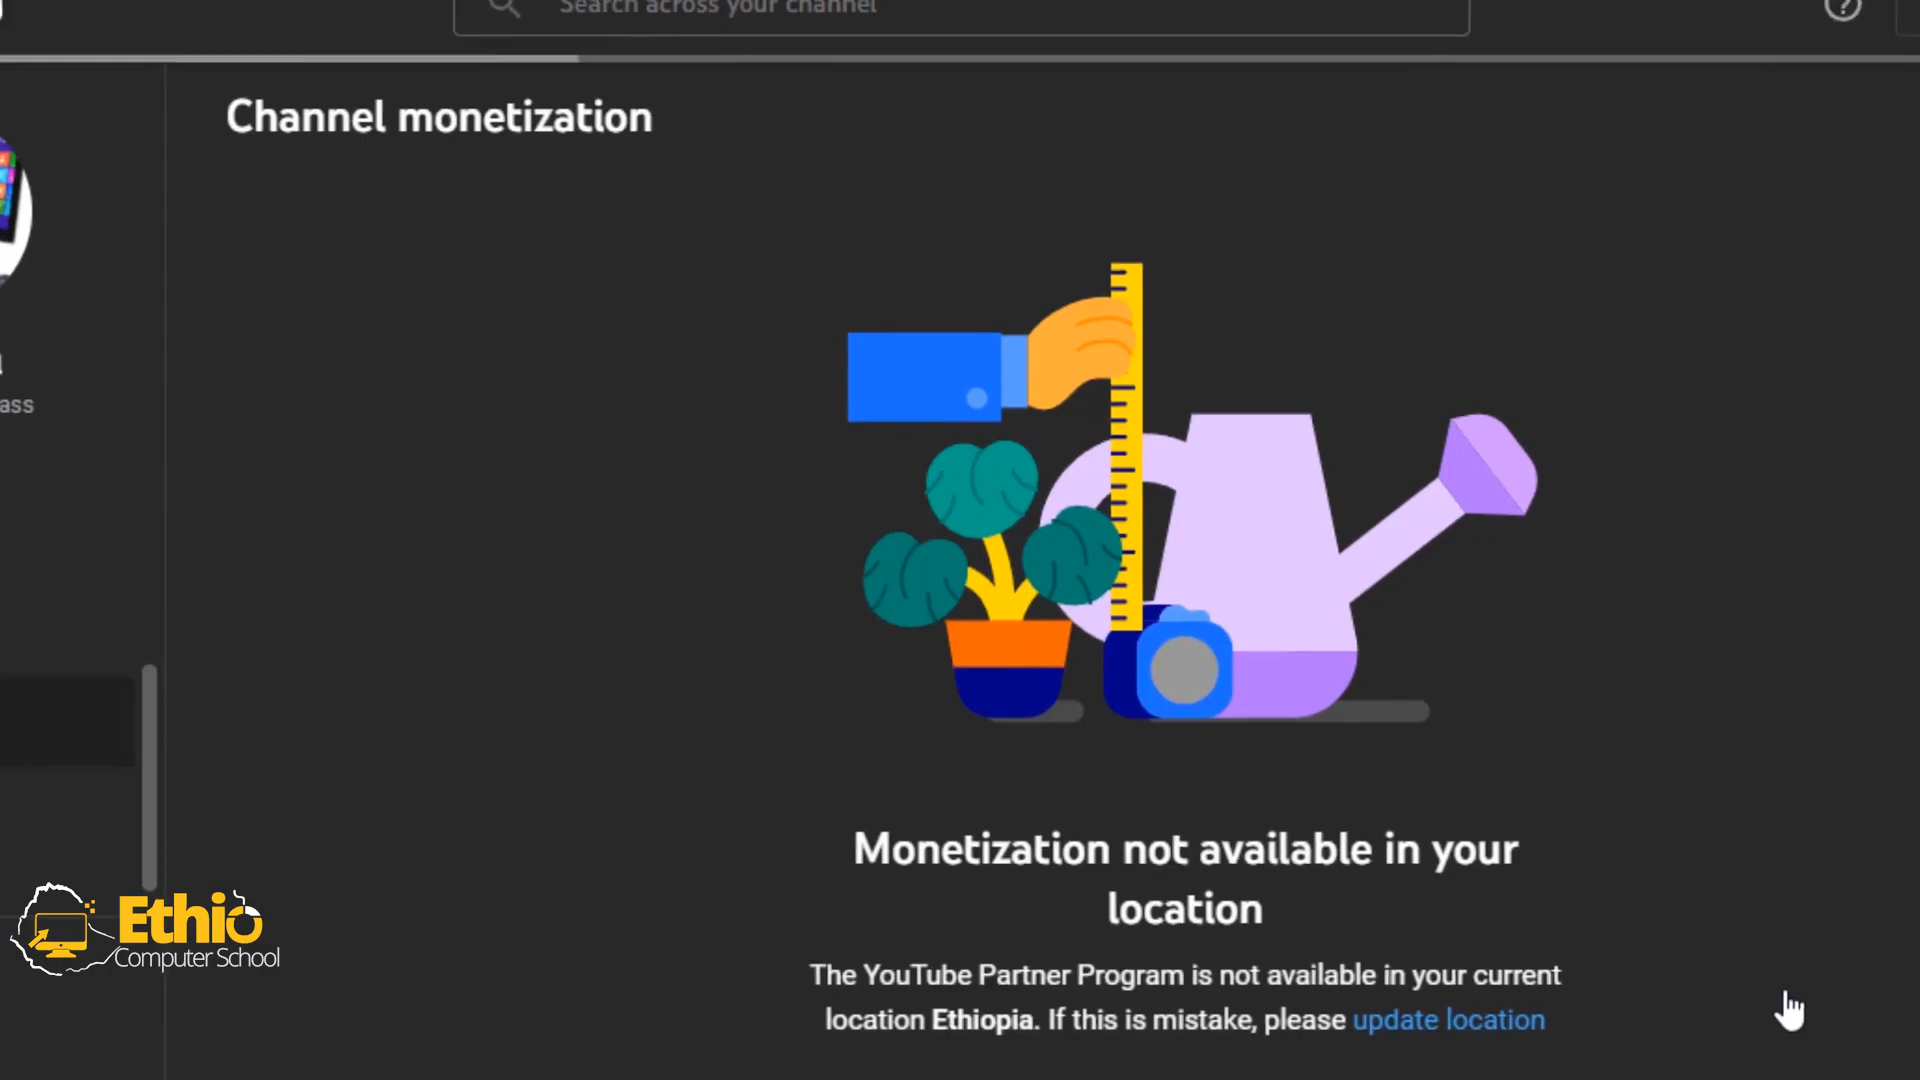 Search across your channel
Channel monetization
ass
Monetization not available in your
location
The YouTube Partner Program is not available in your current
location Ethiopia. If this is mistake, please update location
Ethio
Computer School